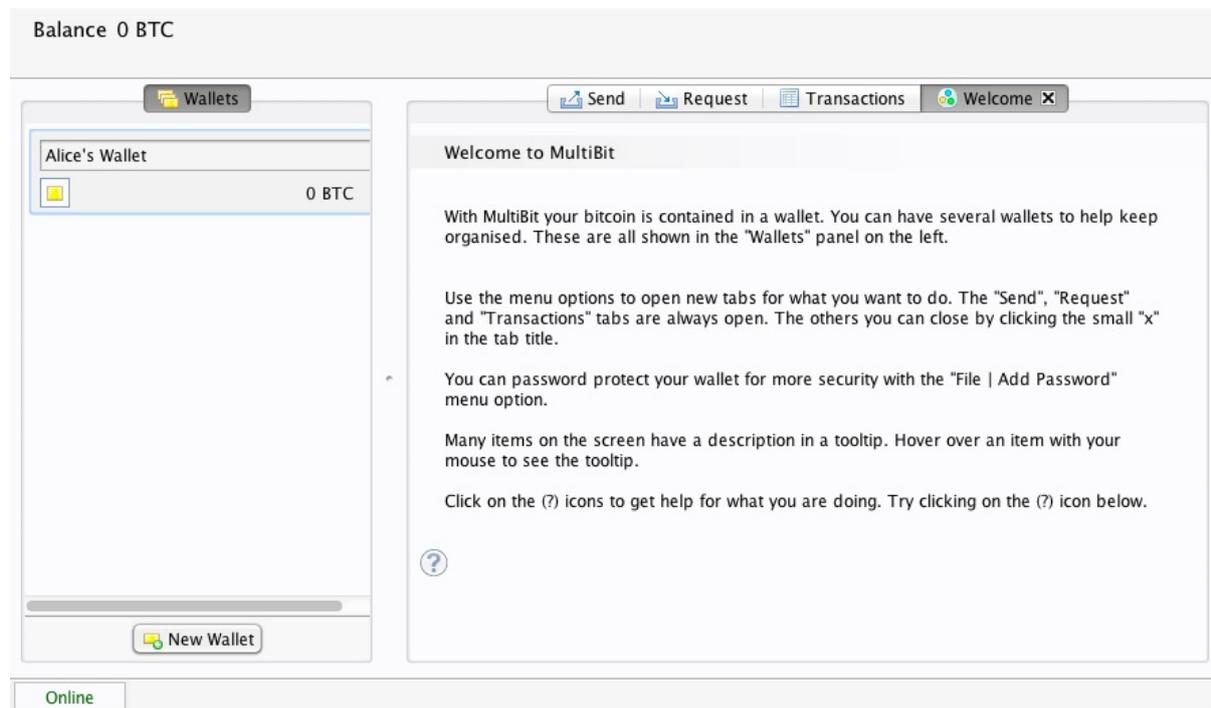 Balance 0 BTC
Wallets
Send
Request
Transactions
Welcome
Alice's Wallet
0 BTC
Welcome to MultiBit
With MultiBit your bitcoin is contained in a wallet. You can have several wallets to help keep
organised. These are all shown in the "Wallets" panel on the left.
Use the menu options to open new tabs for what you want to do. The "Send", "Request"
and "Transactions" tabs are always open. The others you can close by clicking the small "x"
in the tab title.
You can password protect your wallet for more security with the "File | Add Password"
menu option.
Many items on the screen have a description in a tooltip. Hover over an item with your
mouse to see the tooltip.
Click on the (?) icons to get help for what you are doing. Try clicking on the (?) icon below.
?
New Wallet
Online